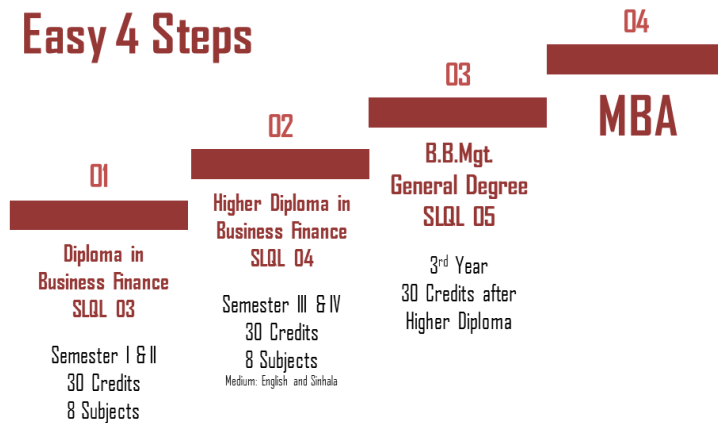 Easy 4 Steps
01
Diploma in
Business Finance
SLQL 03
Semester I & II
30 Credits
8 Subjects
02
Higher Diploma in
Business Finance
SLQL 04
Semester III & IV
30 Credits
8 Subjects
Medium: English and Sinhala
03
B.B.Mgt.
General Degree
SLQL 05
3rd Year
30 Credits after
Higher Diploma
04
MBA